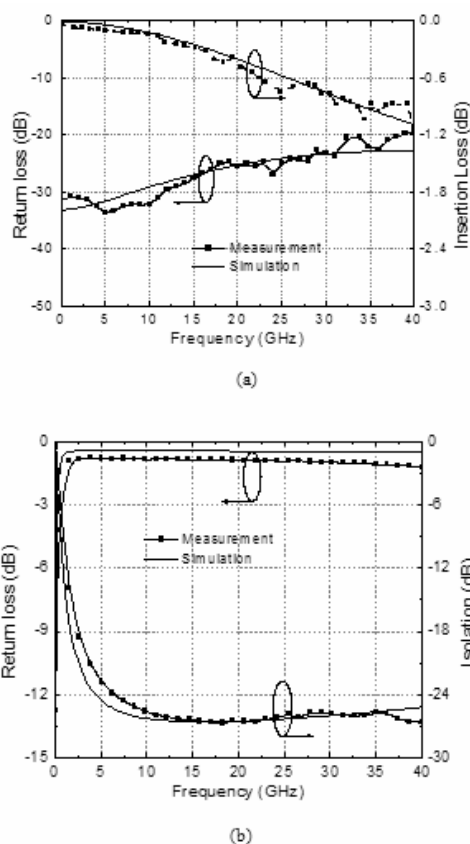 0
-10
-20
-30
-40
-50
Return loss (dB)
0.0
-0.6
-1.2
-1.8
-2.4
-3.0
Insertion Loss (dB)
Measurement
Simulation
0 5 10 15 20 25 30 35 40
Frequency (GHz)
(a)
0
-3
-6
-9
-12
-15
Return loss (dB)
0
-6
-12
-18
-24
-30
Isolation (dB)
Measurement
Simulation
0 5 10 15 20 25 30 35 40
Frequency (GHz)
(b)